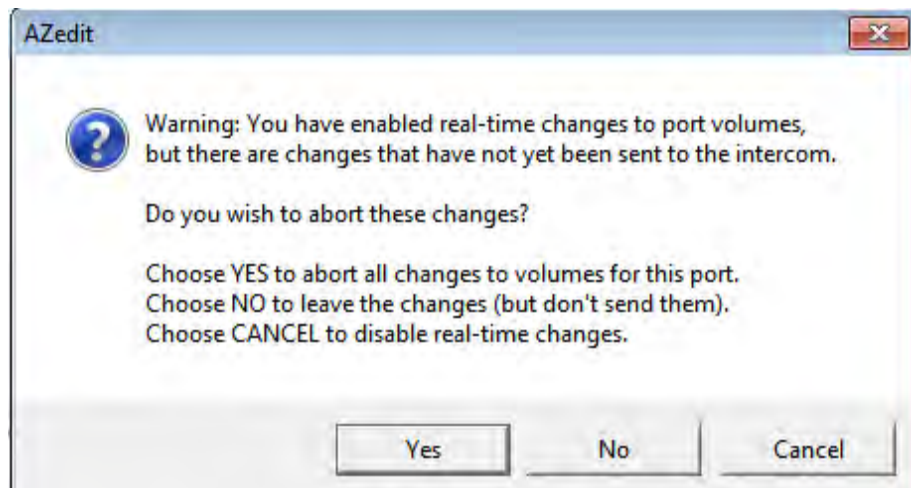 AZedit
Warning: You have enabled real-time changes to port volumes,
but there are changes that have not yet been sent to the intercom.
Do you wish to abort these changes?
Choose YES to abort all changes to volumes for this port.
Choose NO to leave the changes (but don't send them).
Choose CANCEL to disable real-time changes.
Yes No Cancel